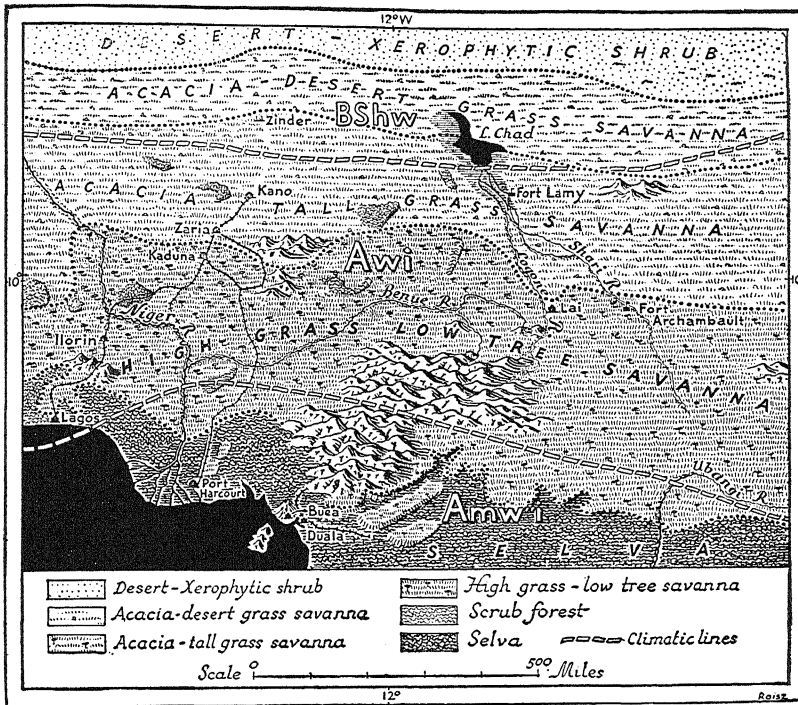 12°W
DESERT - XEROPHYTIC SHRUB
ACACIA-DESERT GRASS SAVANNA
BShw
Zinder
L. Chad
ACACIA TALL GRASS SAVANNA
Kano
Fort Lamy
Zaria
Kaduna
Awi
Logone R.
Shari R.
10°
10°
Niger R.
Benue R.
Lai
Fort
Archambault
Ilorin
HIGH GRASS LOW TREE SAVANNA
Lagos
Ubangi R.
Port
Harcourt
Buea
Duala
Amwi
SELVA
Desert-Xerophytic shrub
Acacia-desert grass savanna
Acacia-tall grass savanna
High grass-low tree savanna
Scrub forest
Selva
Climatic lines
Scale 0 500 Miles
12°
Raisz